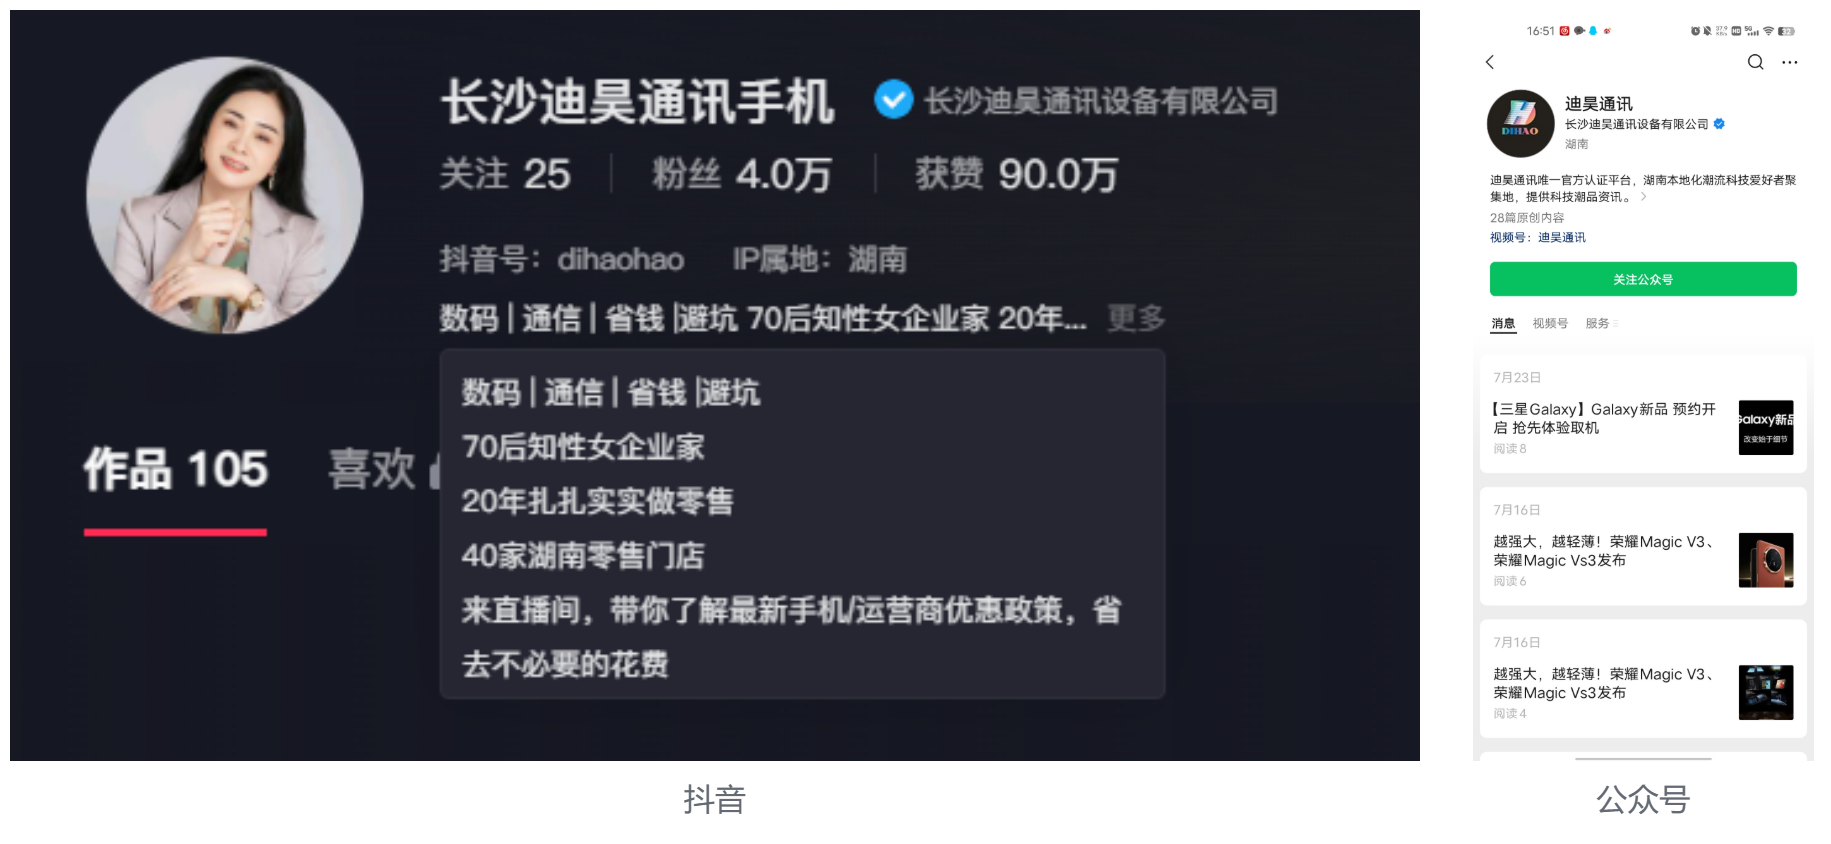 长沙迪昊通讯手机 长沙迪昊通讯设备有限公司
关注 25 粉丝 4.0万 获赞 90.0万
抖音号：dihaohao IP属地：湖南
数码 | 通信 | 省钱 |避坑 70后知性女企业家 20年... 更多
数码 | 通信 | 省钱 |避坑
70后知性女企业家
20年扎扎实实做零售
40家湖南零售门店
来直播间，带你了解最新手机/运营商优惠政策，省
去不必要的花费
作品 105 喜欢
抖音
16:51
DIHAO
迪昊通讯
长沙迪昊通讯设备有限公司
湖南
迪昊通讯唯一官方认证平台，湖南本地化潮流科技爱好者聚
集地，提供科技潮品资讯。
28篇原创内容
视频号：迪昊通讯
关注公众号
消息 视频号 服务
7月23日
【三星Galaxy】Galaxy新品 预约开
启 抢先体验取机
阅读 8
Galaxy新品
改变始于细节
7月16日
越强大，越轻薄！荣耀Magic V3、
荣耀Magic Vs3发布
阅读 6
7月16日
越强大，越轻薄！荣耀Magic V3、
荣耀Magic Vs3发布
阅读 4
公众号